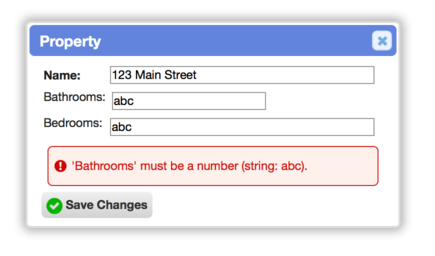 Property
Name: 123 Main Street
Bathrooms: abc
Bedrooms: abc
'Bathrooms' must be a number (string: abc).
Save Changes